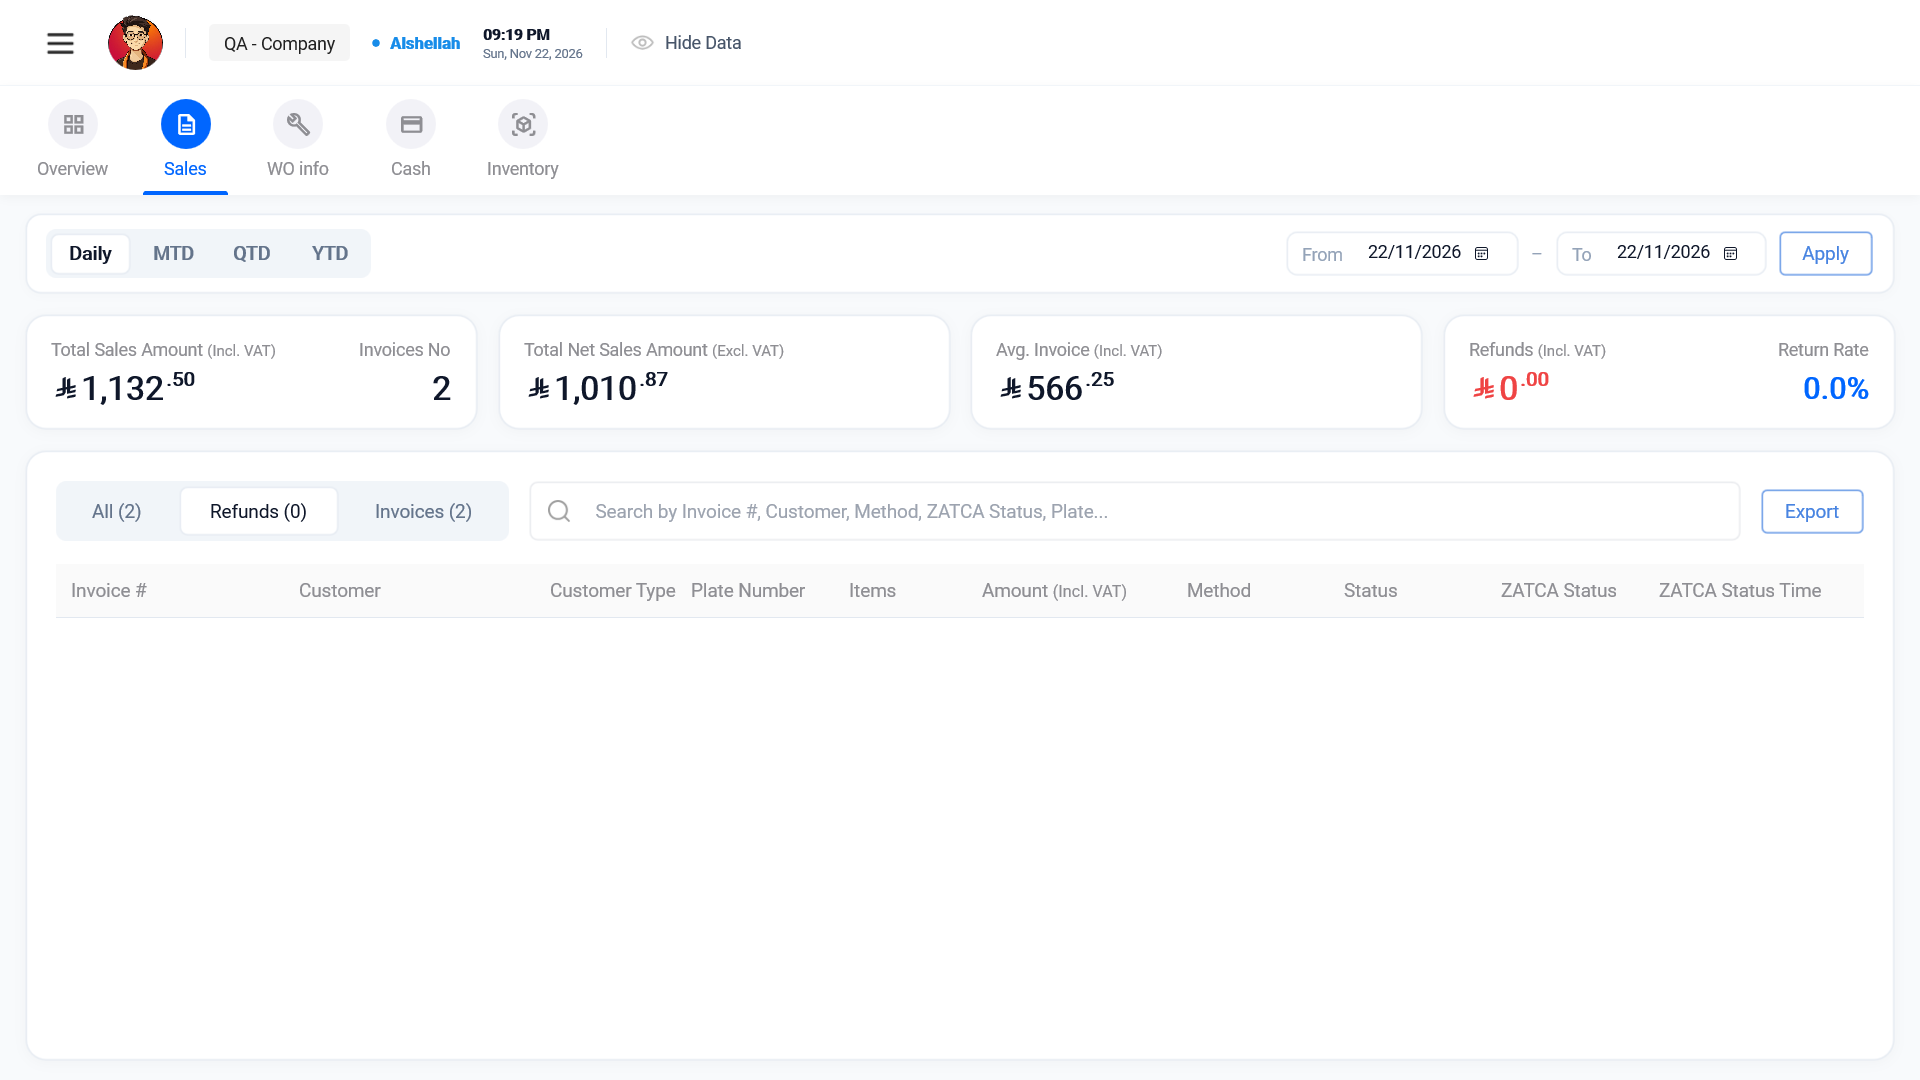 QA - Company
Alshellah
09:19 PM
Sun, Nov 22, 2026
Hide Data
Overview
Sales
WO info
Cash
Inventory
Daily
MTD
QTD
YTD
From 22/11/2026 – To 22/11/2026
Apply
Total Sales Amount (Incl. VAT) Invoices No
1,132.50 2
Total Net Sales Amount (Excl. VAT)
1,010.87
Avg. Invoice (Incl. VAT)
566.25
Refunds (Incl. VAT) Return Rate
0.00 0.0%
All (2)
Refunds (0)
Invoices (2)
Search by Invoice #, Customer, Method, ZATCA Status, Plate...
Export
Invoice # Customer Customer Type Plate Number Items Amount (Incl. VAT) Method Status ZATCA Status ZATCA Status Time